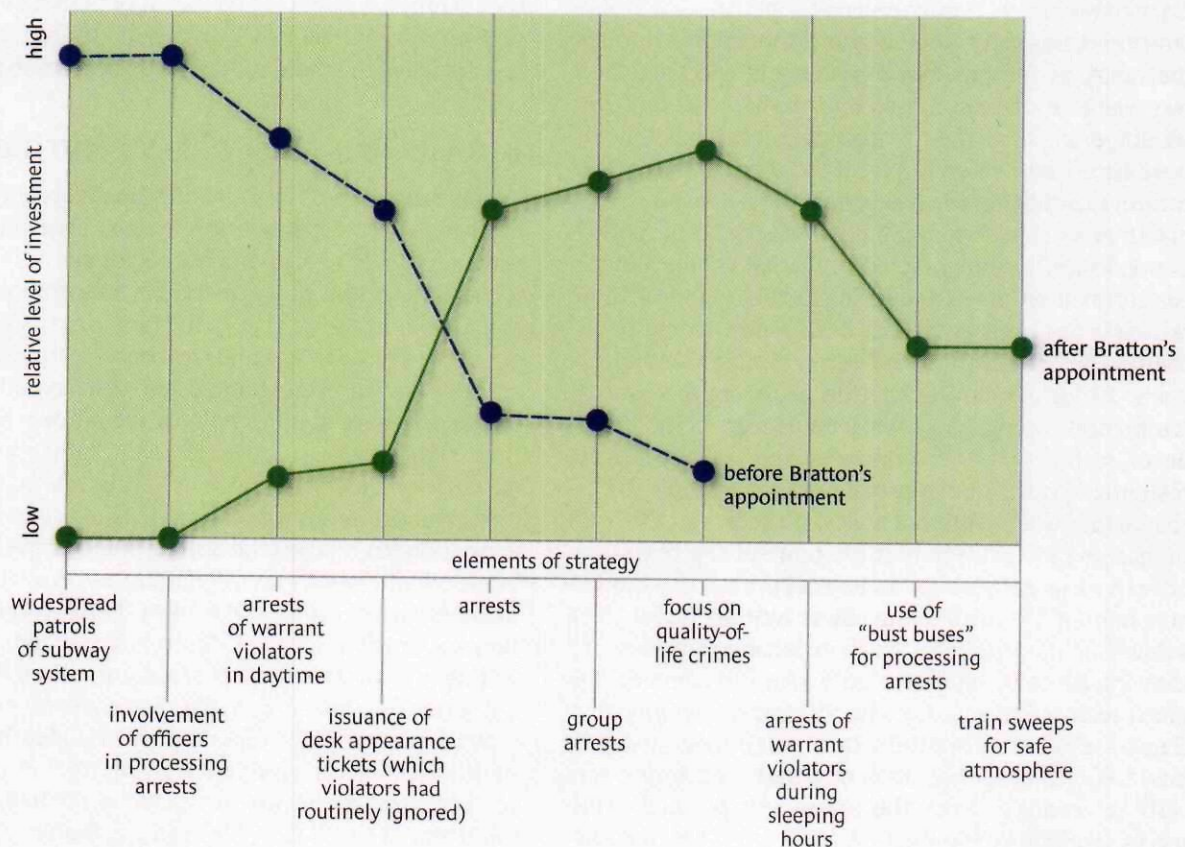 high
relative level of investment
low
after Bratton's
appointment
before Bratton's
appointment
elements of strategy
widespread
patrols
of subway
system
involvement
of officers
in processing
arrests
arrests
of warrant
violators
in daytime
issuance of
desk appearance
tickets (which
violators had
routinely ignored)
arrests
group
arrests
focus on
quality-of-
life crimes
arrests of
warrant
violators
during
sleeping
hours
use of
"bust buses"
for processing
arrests
train sweeps
for safe
atmosphere